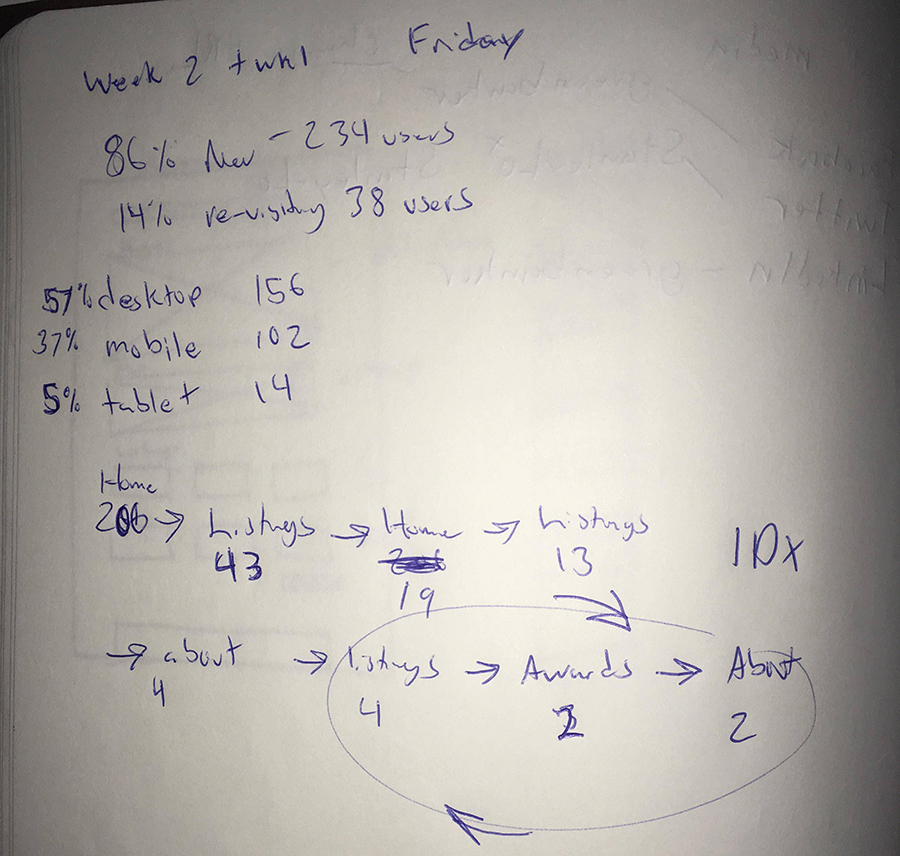 Week 2 + wk1 Friday
86% New - 234 users
14% re-visiting 38 users
57% desktop 156
37% mobile 102
5% tablet 14
Home
206 → Listings → Home → Listings
43 19 13
IDX
→ about → listings → Awards → About
4 4 2 2